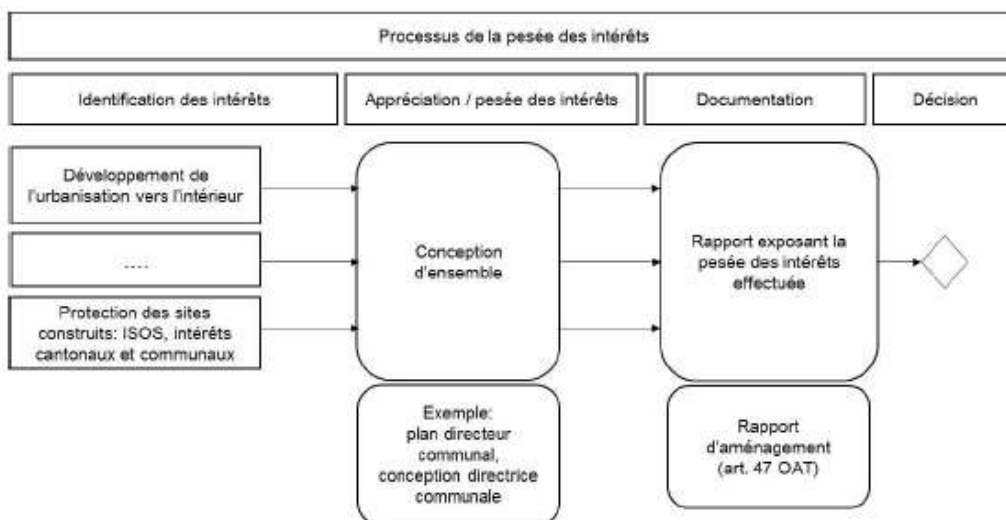 Processus de la pesée des intérêts
Identification des intérêts
Appréciation / pesée des intérêts
Documentation
Décision
Développement de
l'urbanisation vers l'intérieur
....
Protection des sites
construits: ISOS, intérêts
cantonaux et communaux
Conception
d'ensemble
Rapport exposant la
pesée des intérêts
effectuée
Exemple:
plan directeur
communal,
conception directrice
communale
Rapport
d'aménagement
(art. 47 OAT)